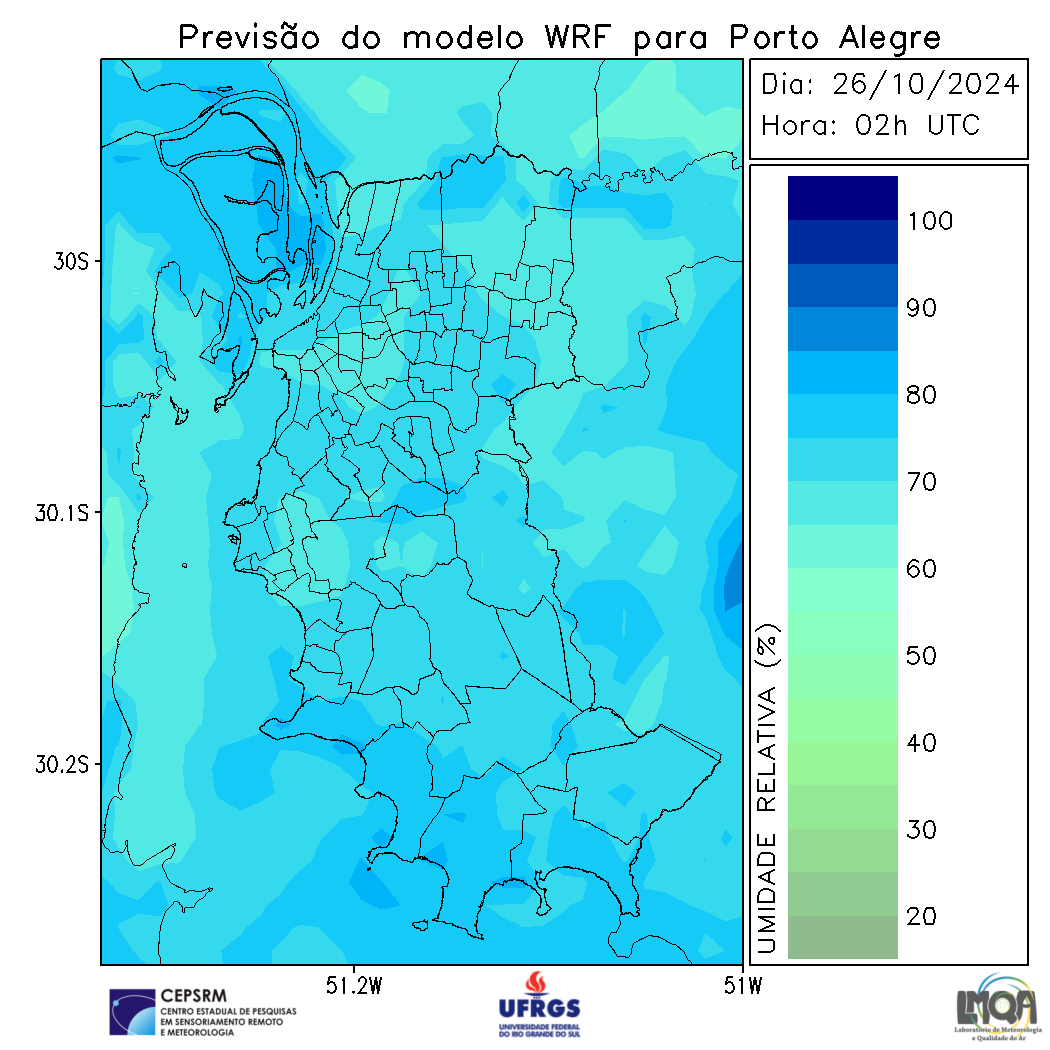 Previsão do modelo WRF para Porto Alegre
Dia: 26/10/2024
Hora: 02h UTC
30S
30.1S
30.2S
51.2W
51W
UMIDADE RELATIVA (%)
100
90
80
70
60
50
40
30
20
CEPSRM
CENTRO ESTADUAL DE PESQUISAS
EM SENSORIAMENTO REMOTO
E METEOROLOGIA
UFRGS
UNIVERSIDADE FEDERAL
DO RIO GRANDE DO SUL
LMQA
Laboratório de Meteorologia
e Qualidade do Ar